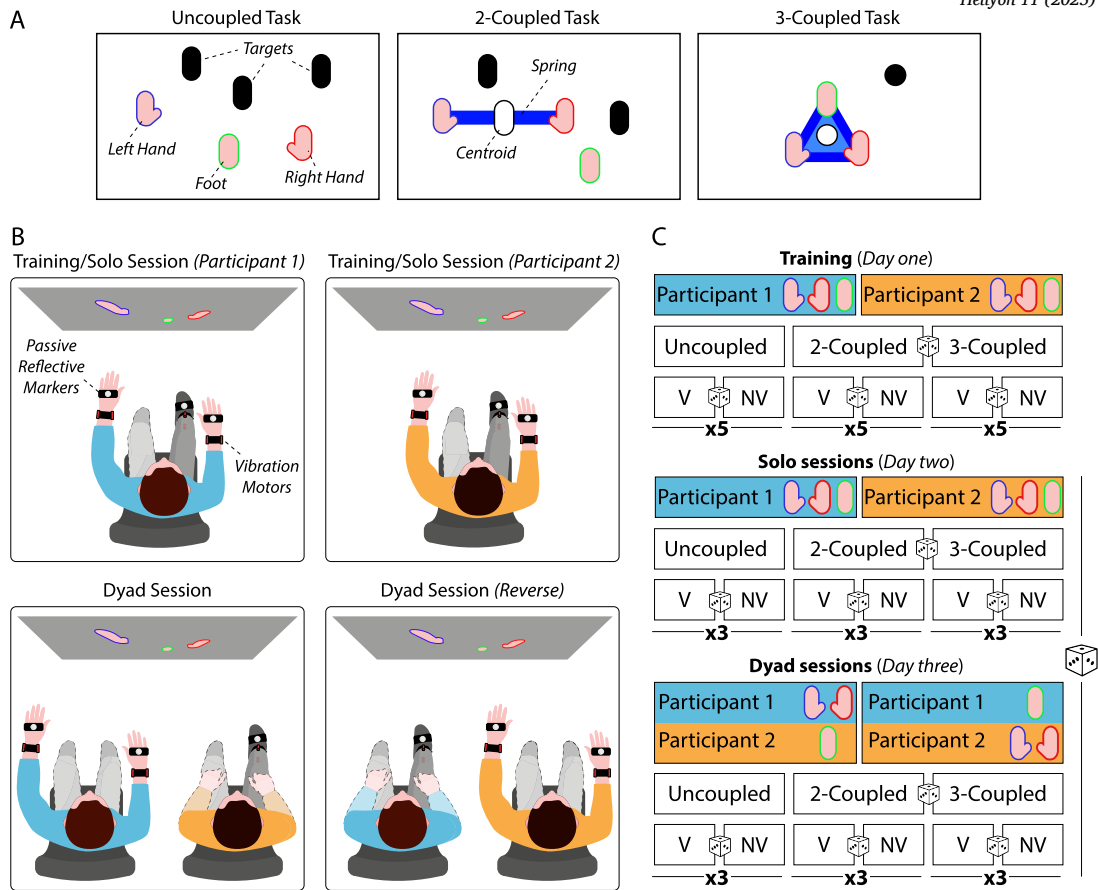 Heliyon 11 (2025)
A
Uncoupled Task
2-Coupled Task
3-Coupled Task
Targets
Left Hand
Foot
Right Hand
Spring
Centroid
B
Training/Solo Session (Participant 1)
Training/Solo Session (Participant 2)
Passive
Reflective
Markers
Vibration
Motors
Dyad Session
Dyad Session (Reverse)
C
Training (Day one)
Participant 1
Participant 2
Uncoupled
2-Coupled
3-Coupled
V
NV
V
NV
V
NV
x5
x5
x5
Solo sessions (Day two)
Participant 1
Participant 2
Uncoupled
2-Coupled
3-Coupled
V
NV
V
NV
V
NV
x3
x3
x3
Dyad sessions (Day three)
Participant 1
Participant 1
Participant 2
Participant 2
Uncoupled
2-Coupled
3-Coupled
V
NV
V
NV
V
NV
x3
x3
x3